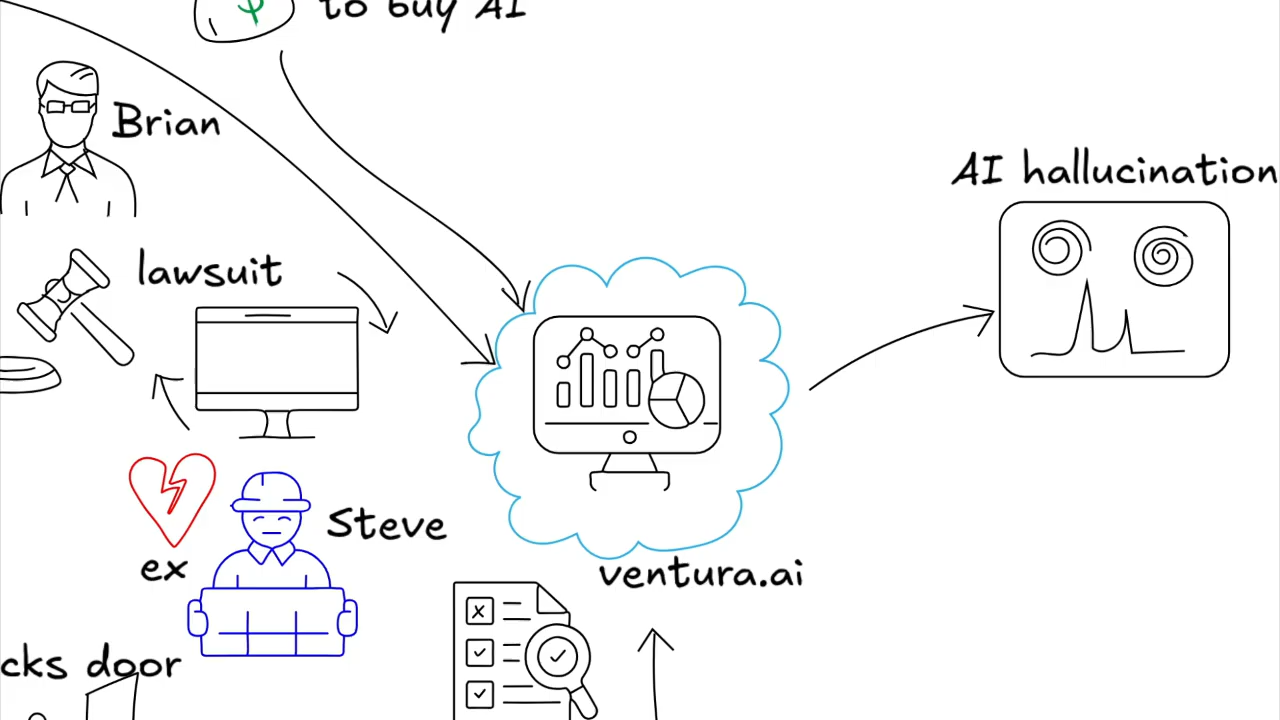 to buy AI
Brian
AI hallucination
lawsuit
Steve
ex
ventura.ai
cks door